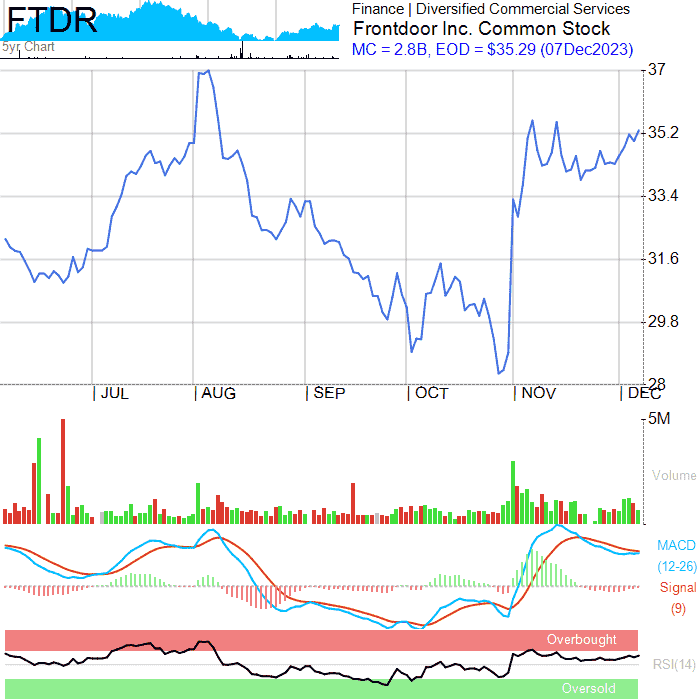 FTDR
5yr. Chart
Finance | Diversified Commercial Services
Frontdoor Inc. Common Stock
MC = 2.8B, EOD = $35.29 (07Dec2023)
37
35.2
33.4
31.6
29.8
28
JUL AUG SEP OCT NOV DEC
5M
Volume
MACD
(12-26)
Signal
(9)
Overbought
RSI(14)
Oversold